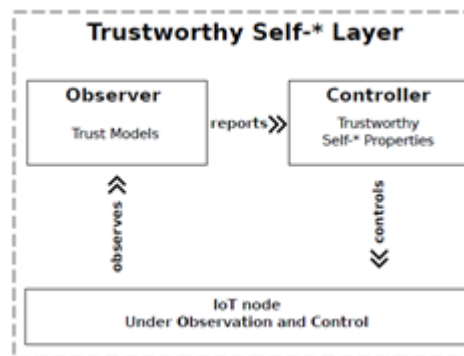 Trustworthy Self-* Layer
Observer
Trust Models
reports
Controller
Trustworthy
Self-* Properties
observes
controls
IoT node
Under Observation and Control